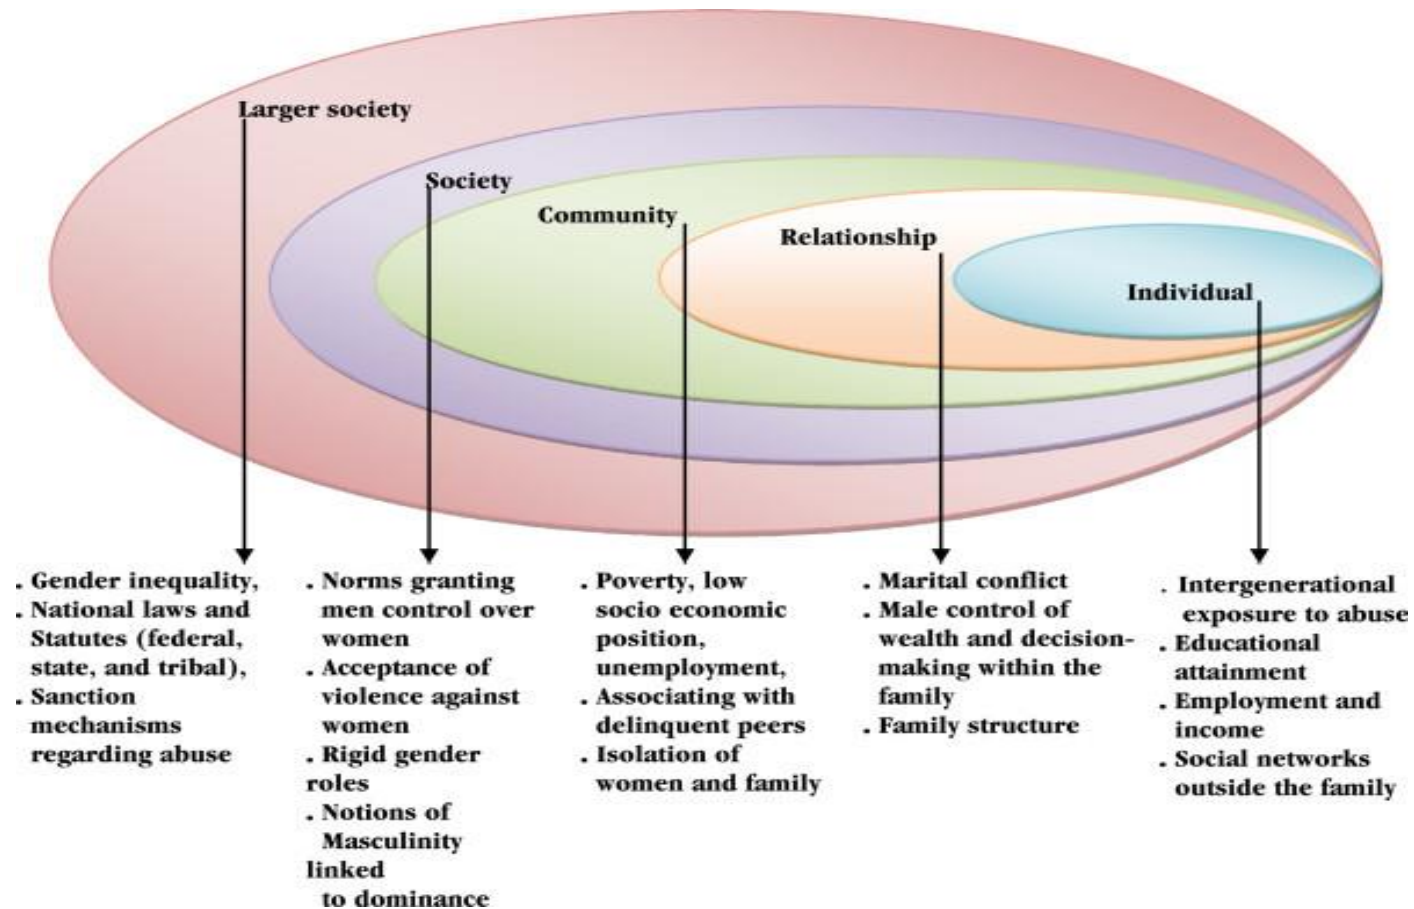 Larger society
Society
Community
Relationship
Individual
. Gender inequality,
. National laws and
Statutes (federal,
state, and tribal),
. Sanction
mechanisms
regarding abuse
. Norms granting
men control over
women
. Acceptance of
violence against
women
. Rigid gender
roles
. Notions of
Masculinity
linked
to dominance
. Poverty, low
socio economic
position,
unemployment,
. Associating with
delinquent peers
. Isolation of
women and family
. Marital conflict
. Male control of
wealth and decision-
making within the
family
. Family structure
. Intergenerational
exposure to abuse
. Educational
attainment
. Employment and
income
. Social networks
outside the family